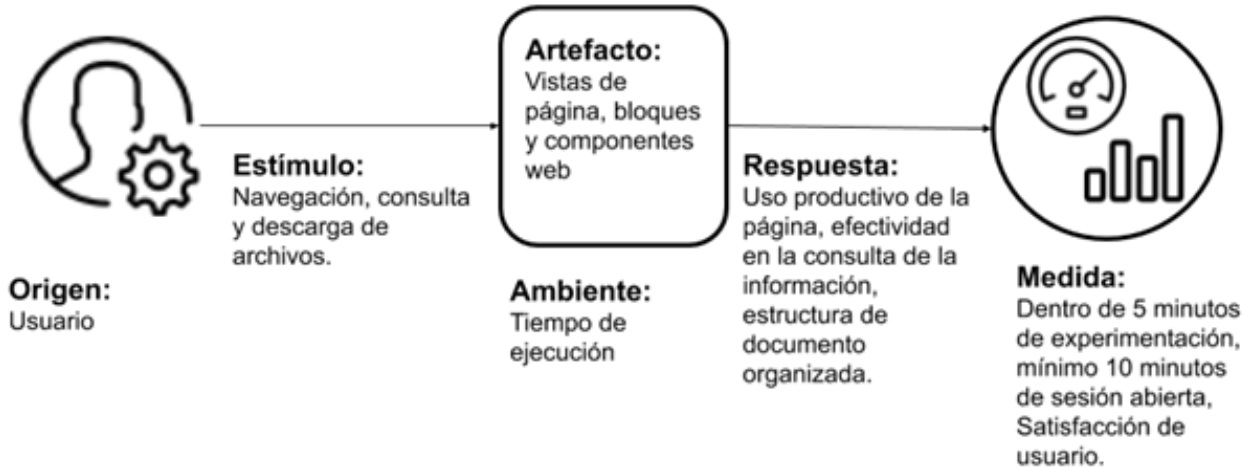 Origen:
Usuario
Estímulo:
Navegación, consulta
y descarga de
archivos.
Artefacto:
Vistas de
página, bloques
y componentes
web
Ambiente:
Tiempo de
ejecución
Respuesta:
Uso productivo de la
página, efectividad
en la consulta de la
información,
estructura de
documento
organizada.
Medida:
Dentro de 5 minutos
de experimentación,
mínimo 10 minutos
de sesión abierta,
Satisfacción de
usuario.